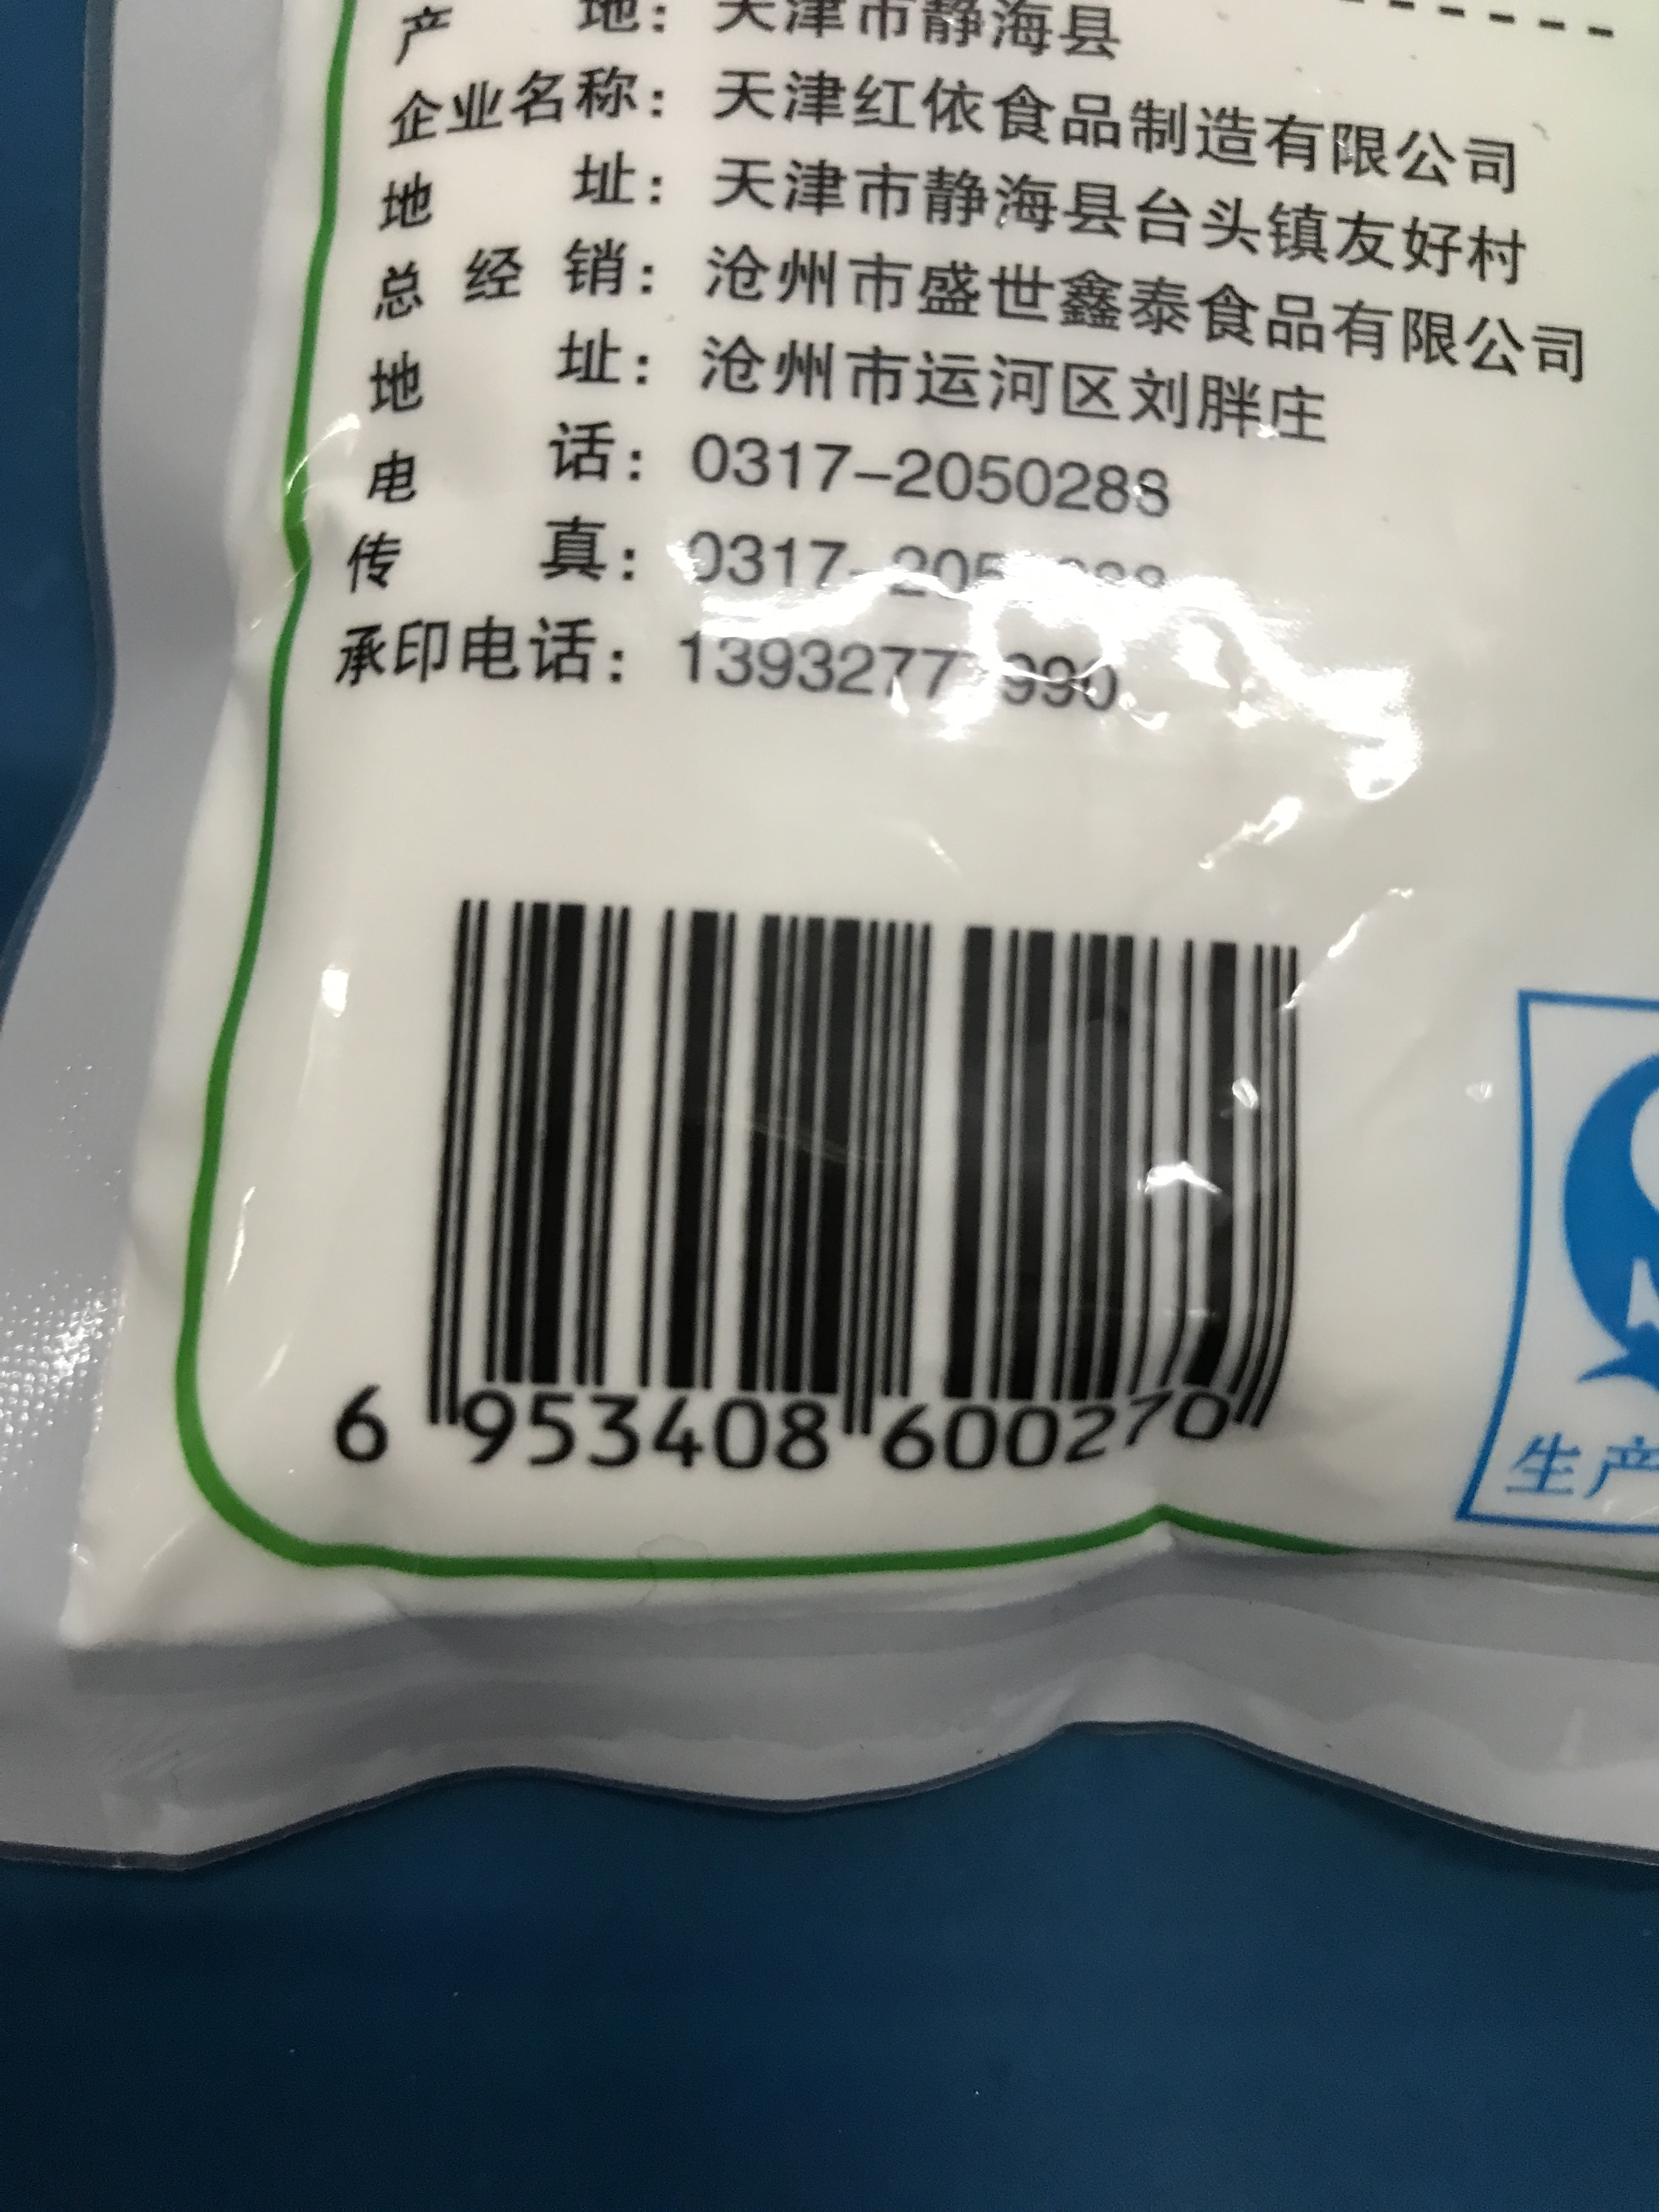 产 地：天津市静海县
企业名称：天津红依食品制造有限公司
地 址：天津市静海县台头镇友好村
总 经 销：沧州市盛世鑫泰食品有限公司
地 址：沧州市运河区刘胖庄
电 话：0317-2050288
传 真：0317-
承印电话：
6 953408 600270
生产